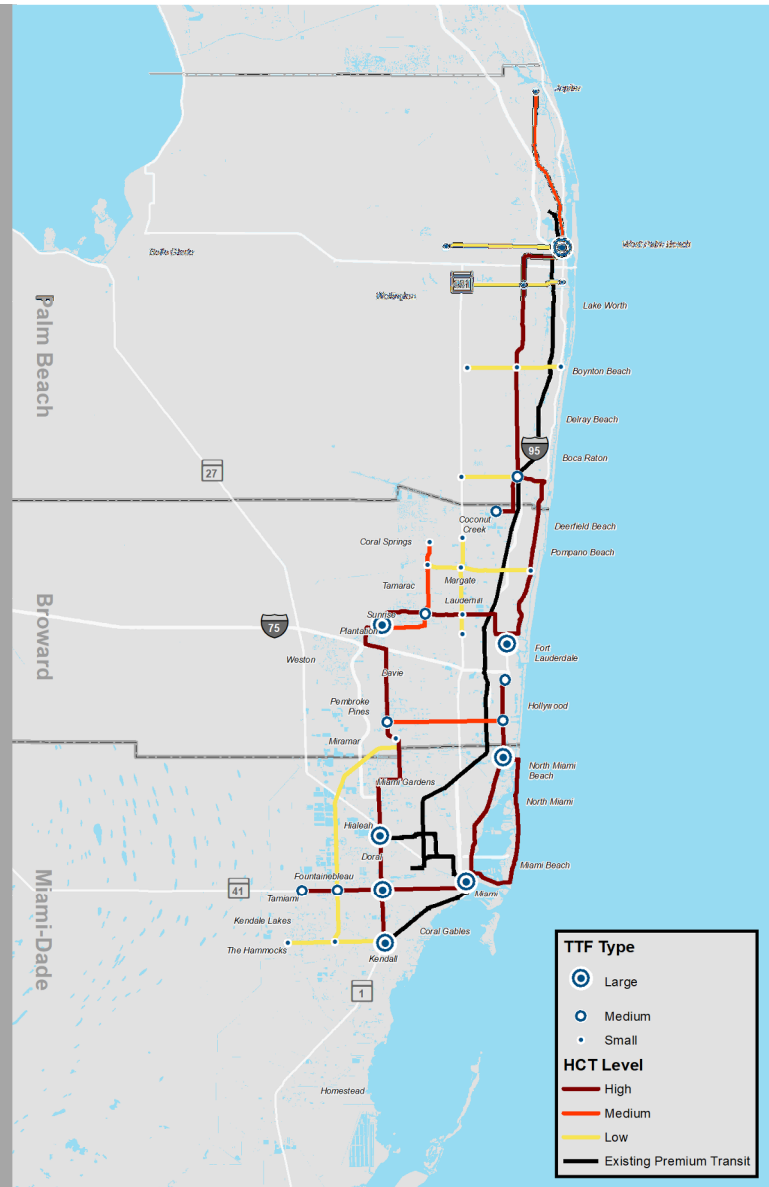 Jupiter
West Palm Beach
Belle Glade
Wellington
441
Lake Worth
Palm Beach
Boynton Beach
Delray Beach
95
Boca Raton
27
Coconut
Creek
Deerfield Beach
Coral Springs
Pompano Beach
Tamarac
Margate
Lauderhill
Broward
Sunrise
Plantation
75
Fort
Lauderdale
Weston
Davie
Pembroke
Pines
Hollywood
Miramar
North Miami
Beach
Miami Gardens
North Miami
Hialeah
Doral
Miami Beach
Miami-Dade
Fountainebleau
41
Tamiami
Miami
Kendale Lakes
Coral Gables
The Hammocks
Kendall
1
Homestead
TTF Type
Large
Medium
Small
HCT Level
High
Medium
Low
Existing Premium Transit